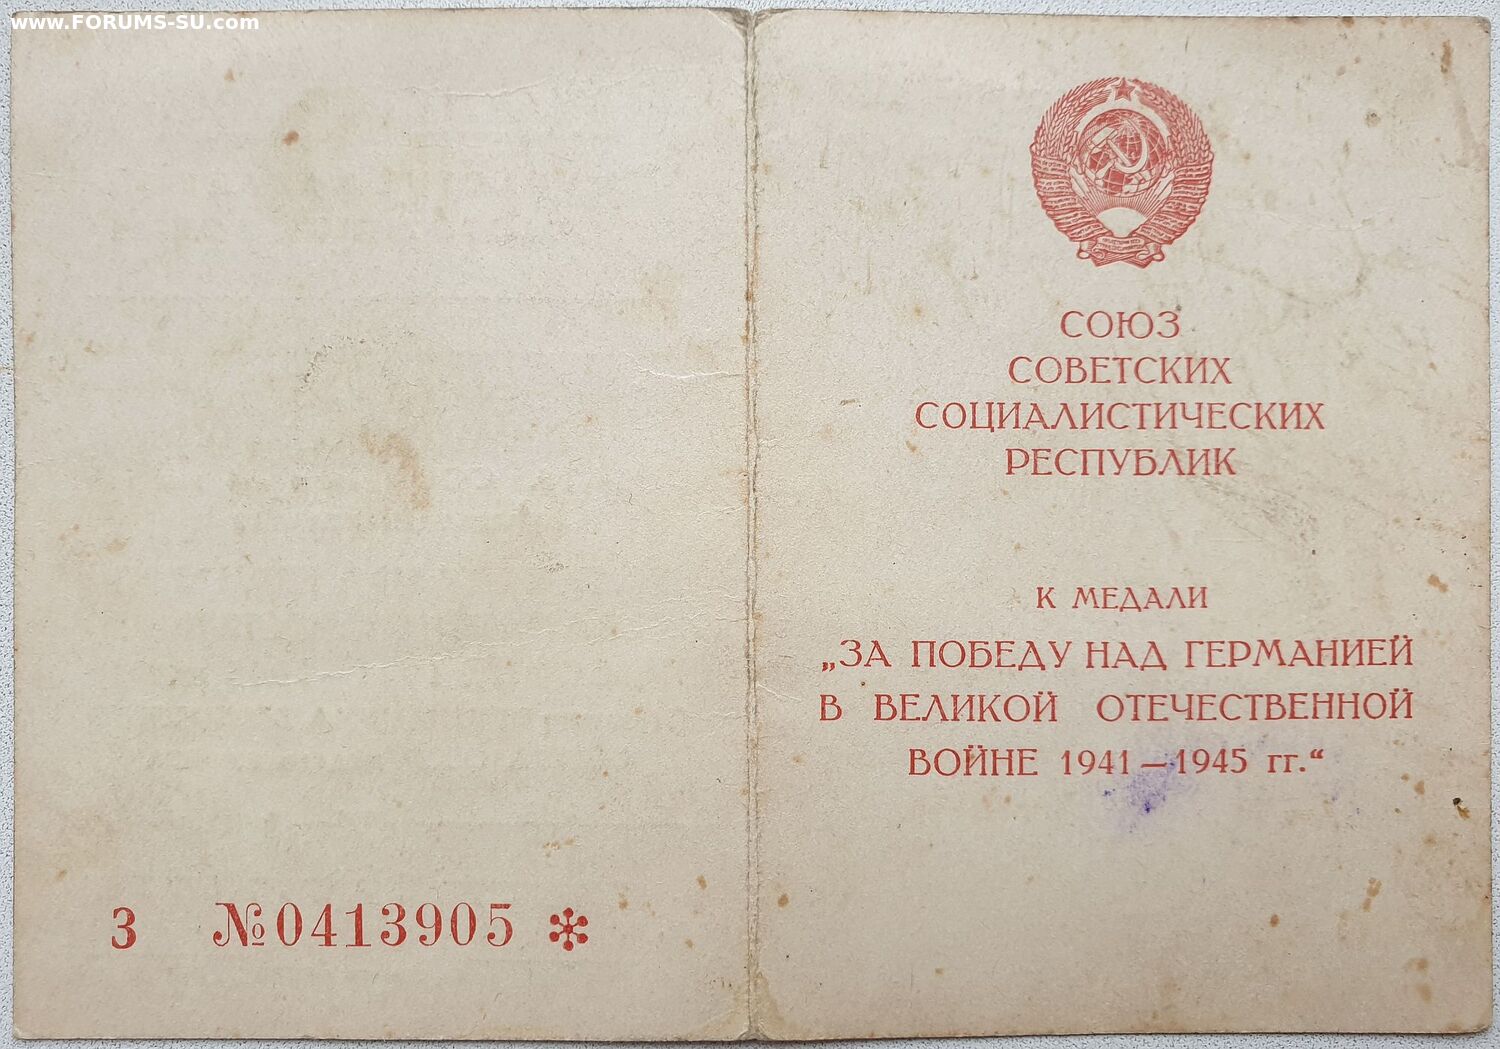 www.FORUMS-SU.com
СОЮЗ
СОВЕТСКИХ
СОЦИАЛИСТИЧЕСКИХ
РЕСПУБЛИК
К МЕДАЛИ
„ЗА ПОБЕДУ НАД ГЕРМАНИЕЙ
В ВЕЛИКОЙ ОТЕЧЕСТВЕННОЙ
ВОЙНЕ 1941—1945 гг.“
З №0413905